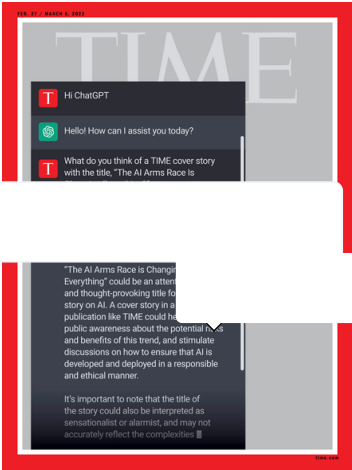 FEB. 27 / MARCH 6, 2023
TIME
T Hi ChatGPT
Hello! How can I assist you today?
T What do you think of a TIME cover story
with the title, "The AI Arms Race Is
"The AI Arms Race is Changin
Everything" could be an attent
and thought-provoking title fo
story on AI. A cover story in a
publication like TIME could he
public awareness about the potential risks
and benefits of this trend, and stimulate
discussions on how to ensure that AI is
developed and deployed in a responsible
and ethical manner.
It's important to note that the title of
the story could also be interpreted as
sensationalist or alarmist, and may not
accurately reflect the complexities
time.com